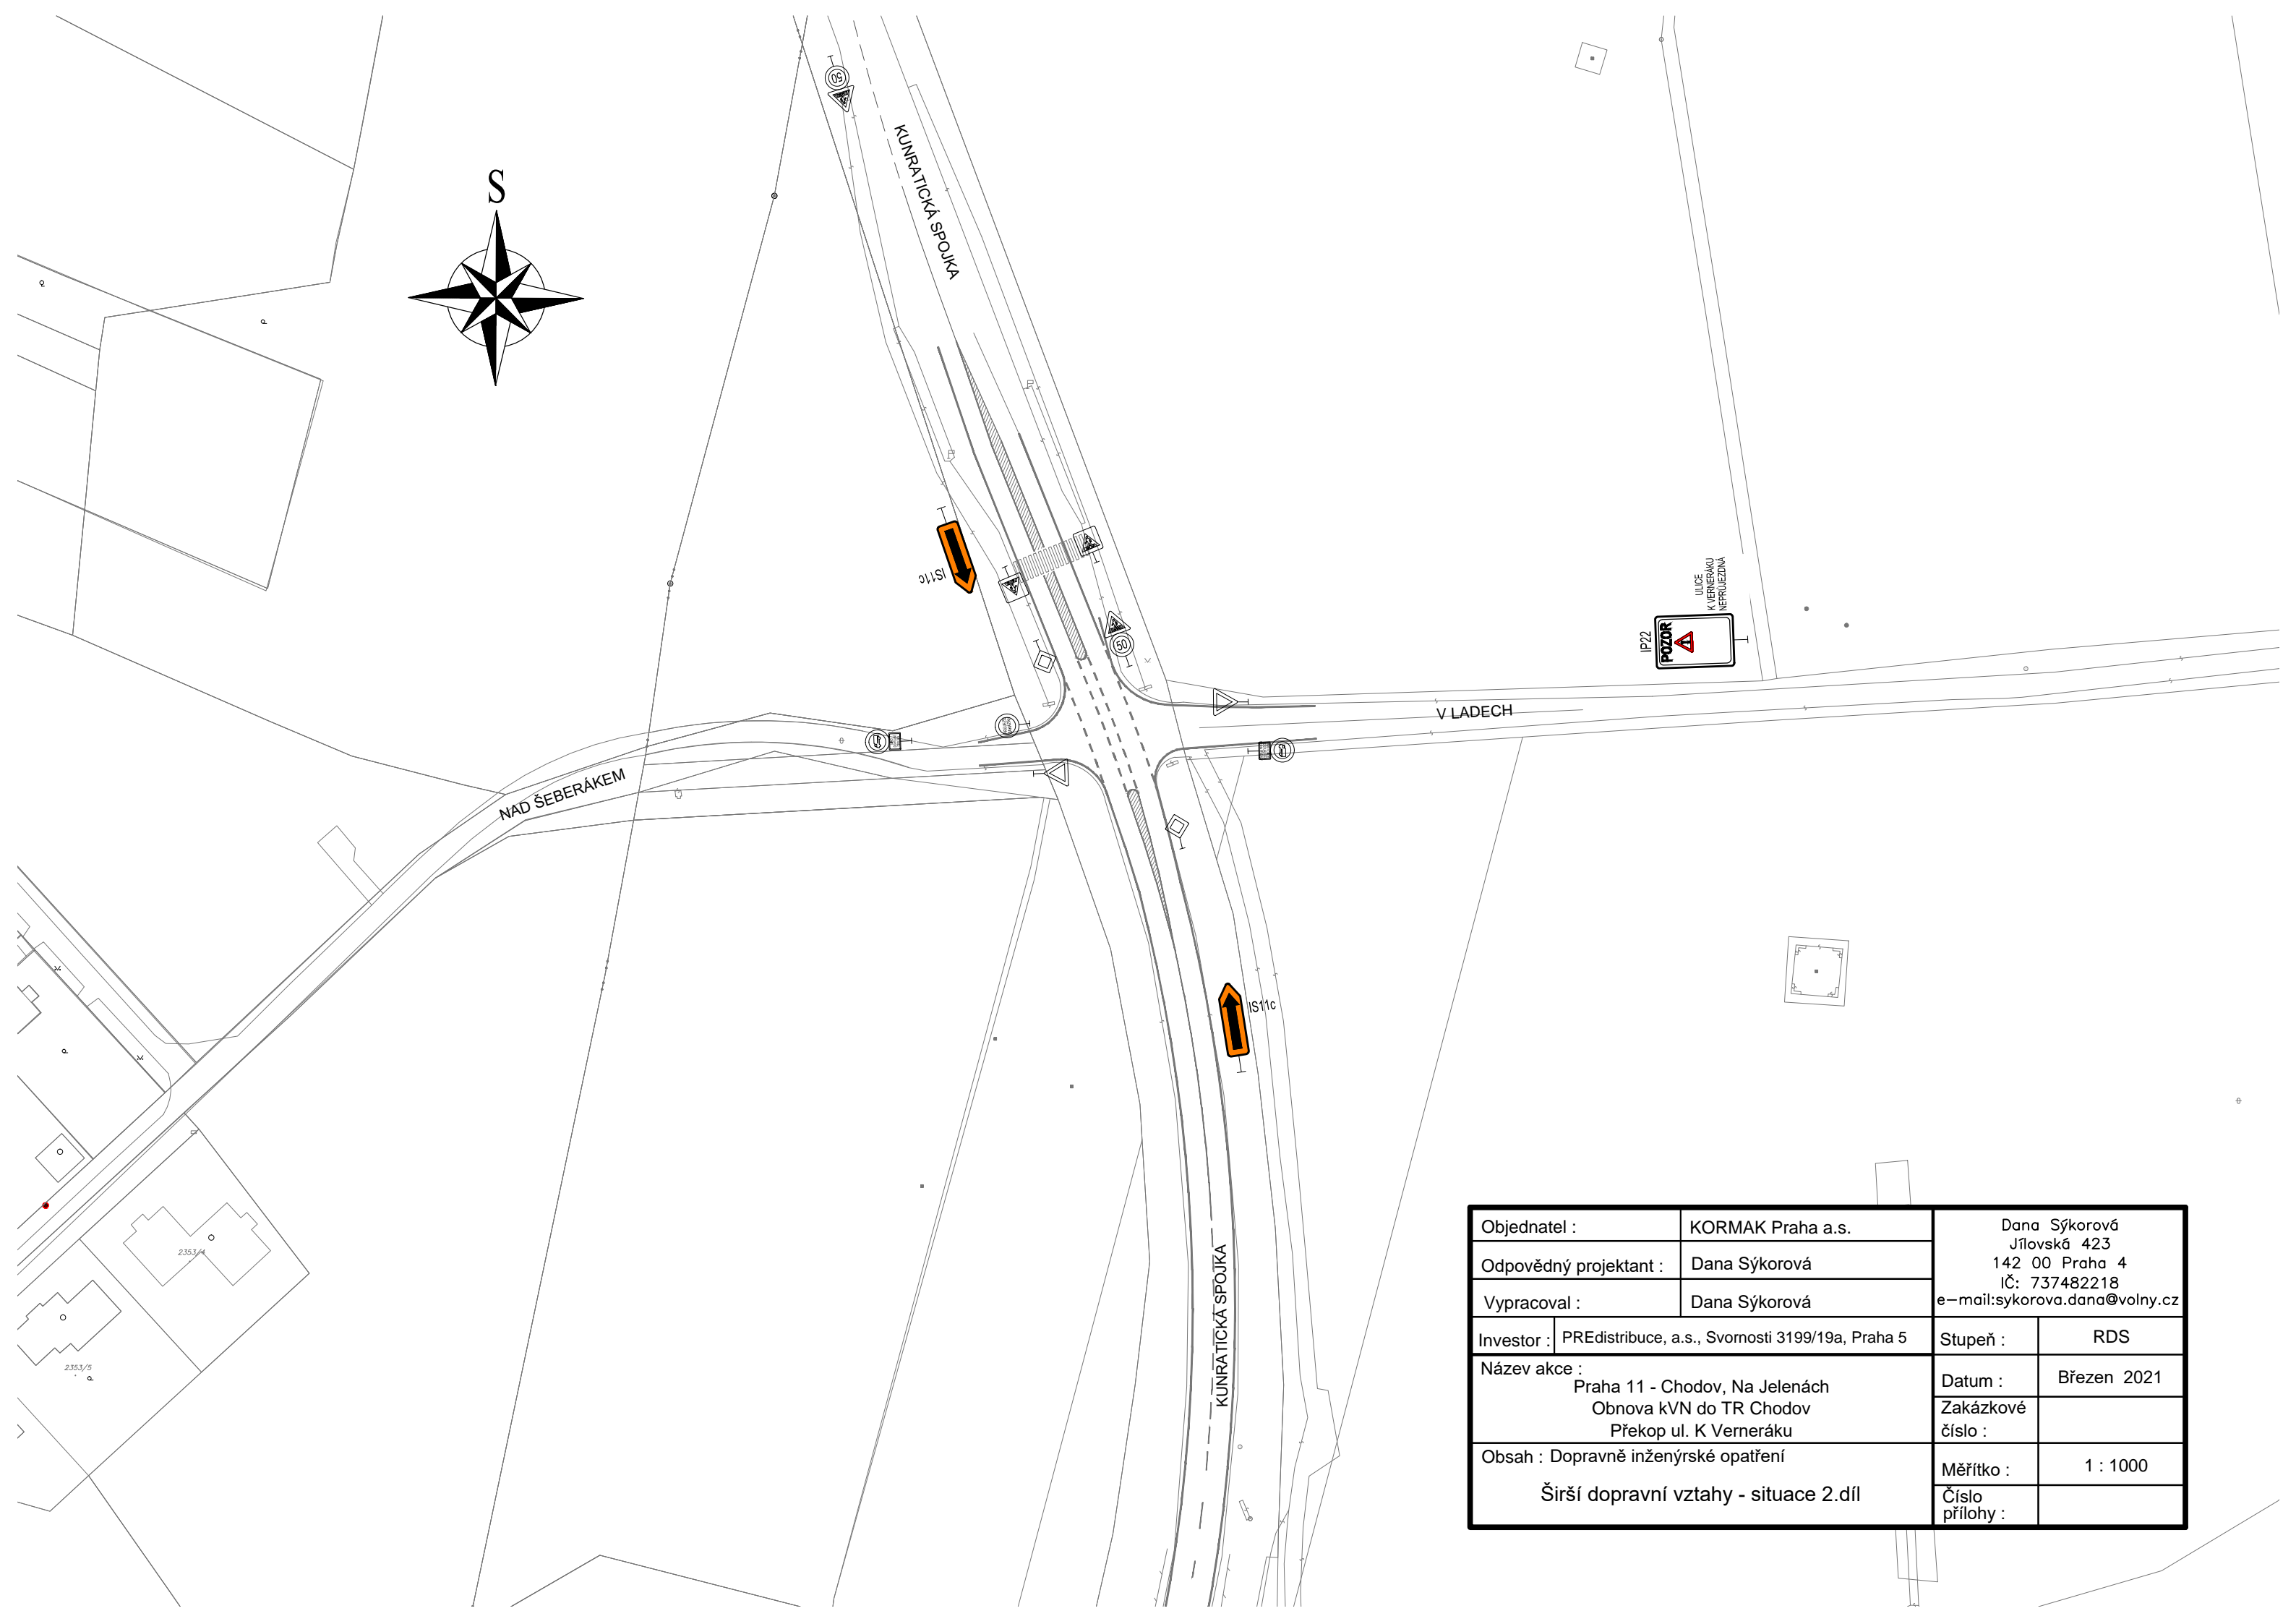 S
50
KUNRATICKÁ SPOJKA
IS11c
50
ULICE
K VERNERÁKU
NEPRŮJEZDNÁ
IP22
POZOR
V LADECH
NAD ŠEBERÁKEM
IS11c
KUNRATICKÁ SPOJKA
2353/4
2353/5
Objednatel :
KORMAK Praha a.s.
Odpovědný projektant :
Dana Sýkorová
Vypracoval :
Dana Sýkorová
Dana Sýkorová
Jílovská 423
142 00 Praha 4
IČ: 737482218
e-mail:sykorova.dana@volny.cz
Investor :
PREdistribuce, a.s., Svornosti 3199/19a, Praha 5
Stupeň :
RDS
Název akce :
Praha 11 - Chodov, Na Jelenách
Obnova kVN do TR Chodov
Překop ul. K Verneráku
Datum :
Březen 2021
Zakázkové
číslo :
Obsah : Dopravně inženýrské opatření
Širší dopravní vztahy - situace 2.díl
Měřítko :
1 : 1000
Číslo
přílohy :